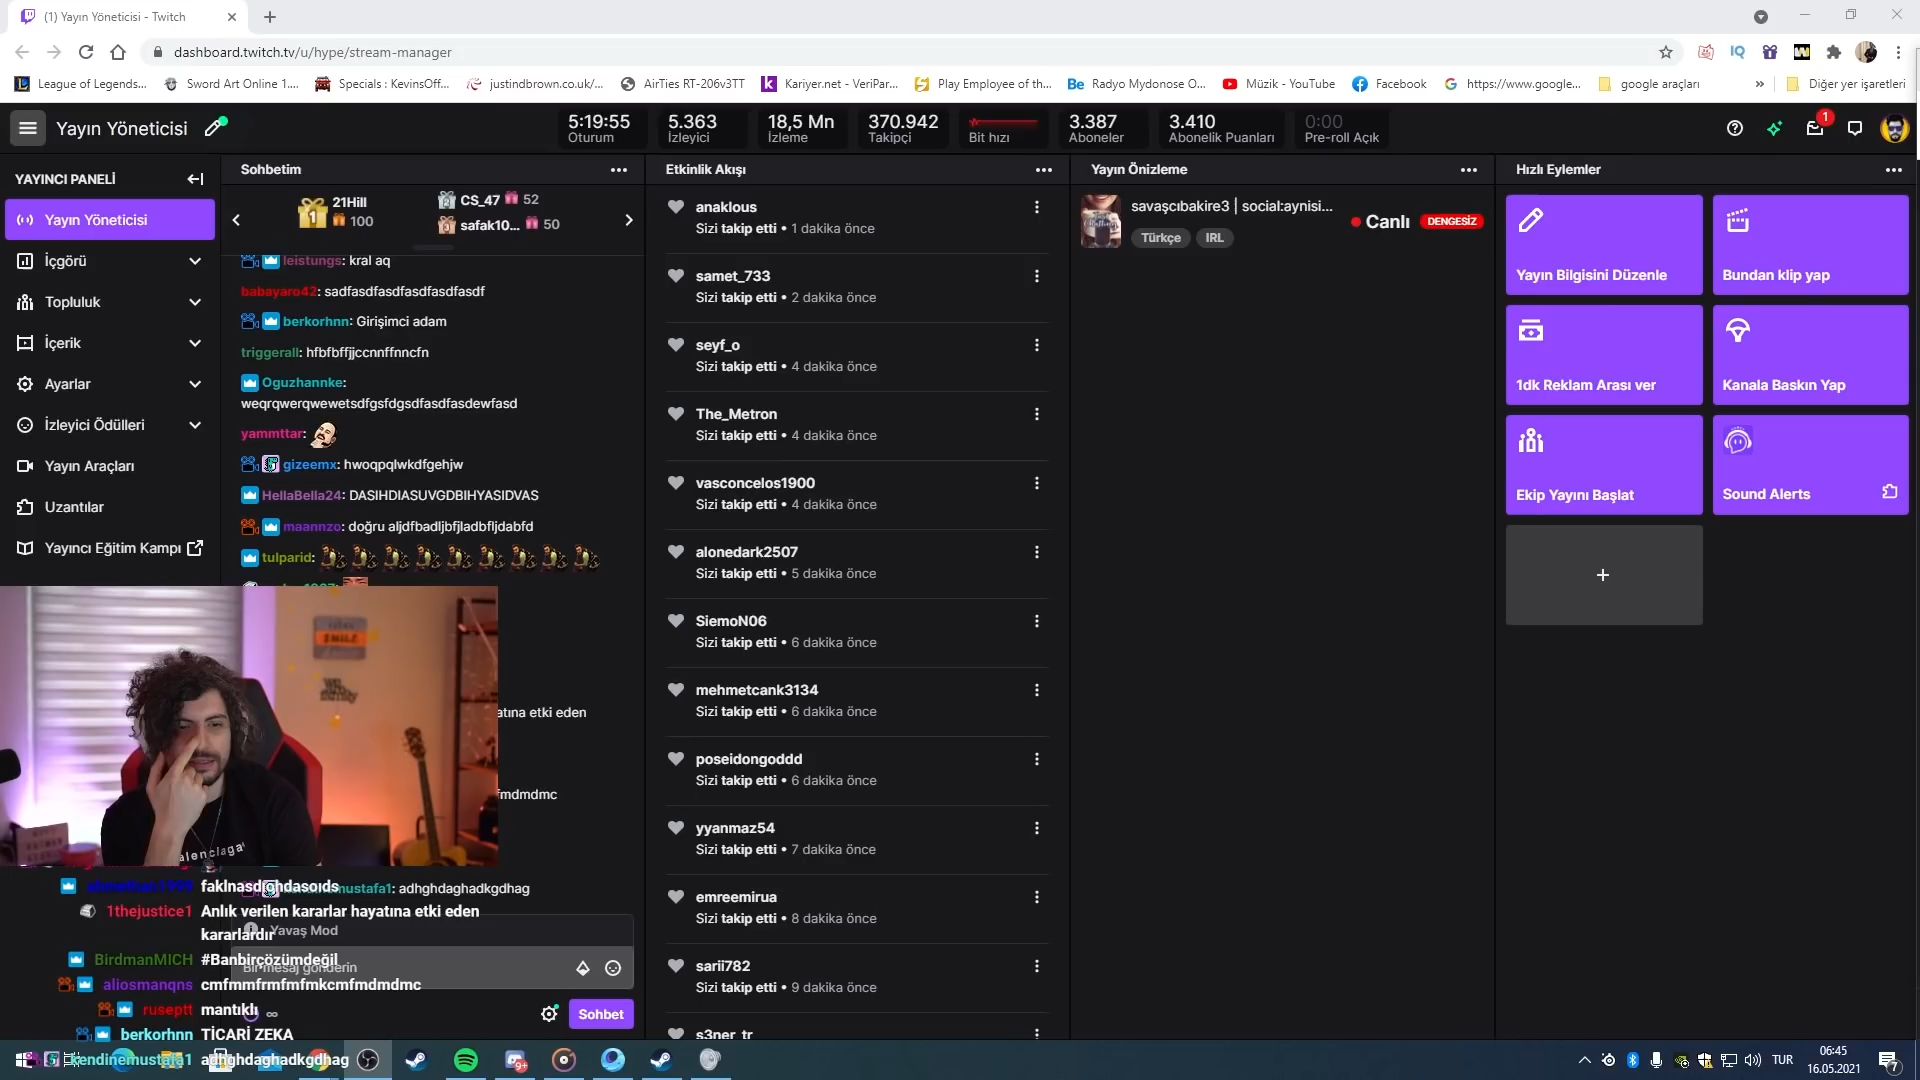 (1) Yayın Yöneticisi - Twitch
dashboard.twitch.tv/u/hype/stream-manager
League of Legends...
Sword Art Online 1....
Specials : KevinsOff...
justindbrown.co.uk/...
AirTies RT-206v3TT
Kariyer.net - VeriPar...
Play Employee of th...
Radyo Mydonose O...
Müzik - YouTube
Facebook
https://www.google...
google araçları
»
Diğer yer işaretleri
Yayın Yöneticisi
5:19:55
Oturum
5.363
İzleyici
18,5 Mn
İzleme
370.942
Takipçi
Bit hızı
3.387
Aboneler
3.410
Abonelik Puanları
0:00
Pre-roll Açık
1
YAYINCI PANELİ
Yayın Yöneticisi
İçgörü
Topluluk
İçerik
Ayarlar
İzleyici Ödülleri
Yayın Araçları
Uzantılar
Yayıncı Eğitim Kampı
Sohbetim
1
21Hill
100
CS_47 52
safak10... 50
leistungs: kral aq
babayaro42: sadfasdfasdfasdfasdfasdf
berkorhnn: Girişimci adam
triggerall: hfbfbffjjccnnffnncfn
Oguzhannke:
weqrqwerqwewetsdfgsfdgsdfasdfasdewfasd
yammttar:
gizeemx: hwoqpqlwkdfgehjw
HellaBella24: DASIHDIASUVGDBIHYASIDVAS
maannzo: doğru aljdfbadljbfjladbfljdabfd
tulparid:
atına etki eden
fmdmdmc
mustafa1: adhghdaghadkgdhag
Yavaş Mod
Bir mesaj gönderin
Sohbet
faklnasdighdasoıds
1thejustice1 Anlık verilen kararlar hayatına etki eden
kararlardır
BirdmanMICH #Banbirçözümdeğil
aliosmanqns cmfmmfrmfmfmkcmfmdmdmc
ruseptt mantıklı
berkorhnn TİCARİ ZEKA
kendinemustafa1 adhghdaghadkgdhag
Etkinlik Akışı
anaklous
Sizi takip etti • 1 dakika önce
samet_733
Sizi takip etti • 2 dakika önce
seyf_o
Sizi takip etti • 4 dakika önce
The_Metron
Sizi takip etti • 4 dakika önce
vasconcelos1900
Sizi takip etti • 4 dakika önce
alonedark2507
Sizi takip etti • 5 dakika önce
SiemoN06
Sizi takip etti • 6 dakika önce
mehmetcank3134
Sizi takip etti • 6 dakika önce
poseidongoddd
Sizi takip etti • 6 dakika önce
yyanmaz54
Sizi takip etti • 7 dakika önce
emreemirua
Sizi takip etti • 8 dakika önce
sarii782
Sizi takip etti • 9 dakika önce
s3ner_tr
Yayın Önizleme
savaşcıbakire3 | social:aynisi...
Türkçe
IRL
Canlı
DENGESİZ
Hızlı Eylemler
Yayın Bilgisini Düzenle
Bundan klip yap
1dk Reklam Arası ver
Kanala Baskın Yap
Ekip Yayını Başlat
Sound Alerts
9+
TUR
06:45
16.05.2021
7